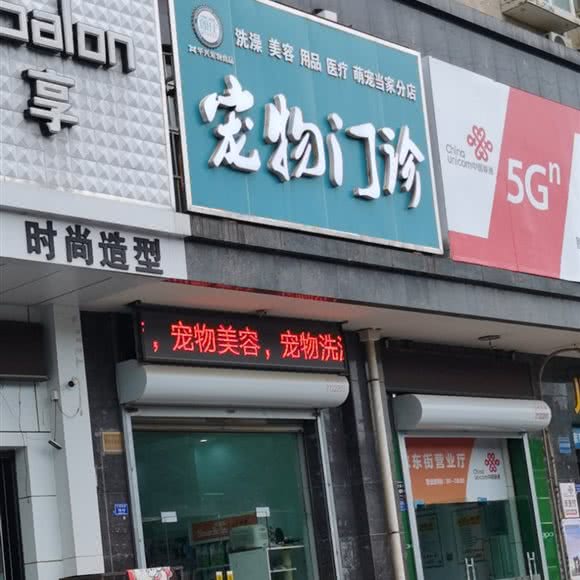 Salon
享
时尚造型
洗澡 美容 用品 医疗 萌宠当家分店
宠物门诊
China
unicom中国联通
5Gⁿ
，宠物美容，宠物洗
东街营业厅
China
unicom中国联通